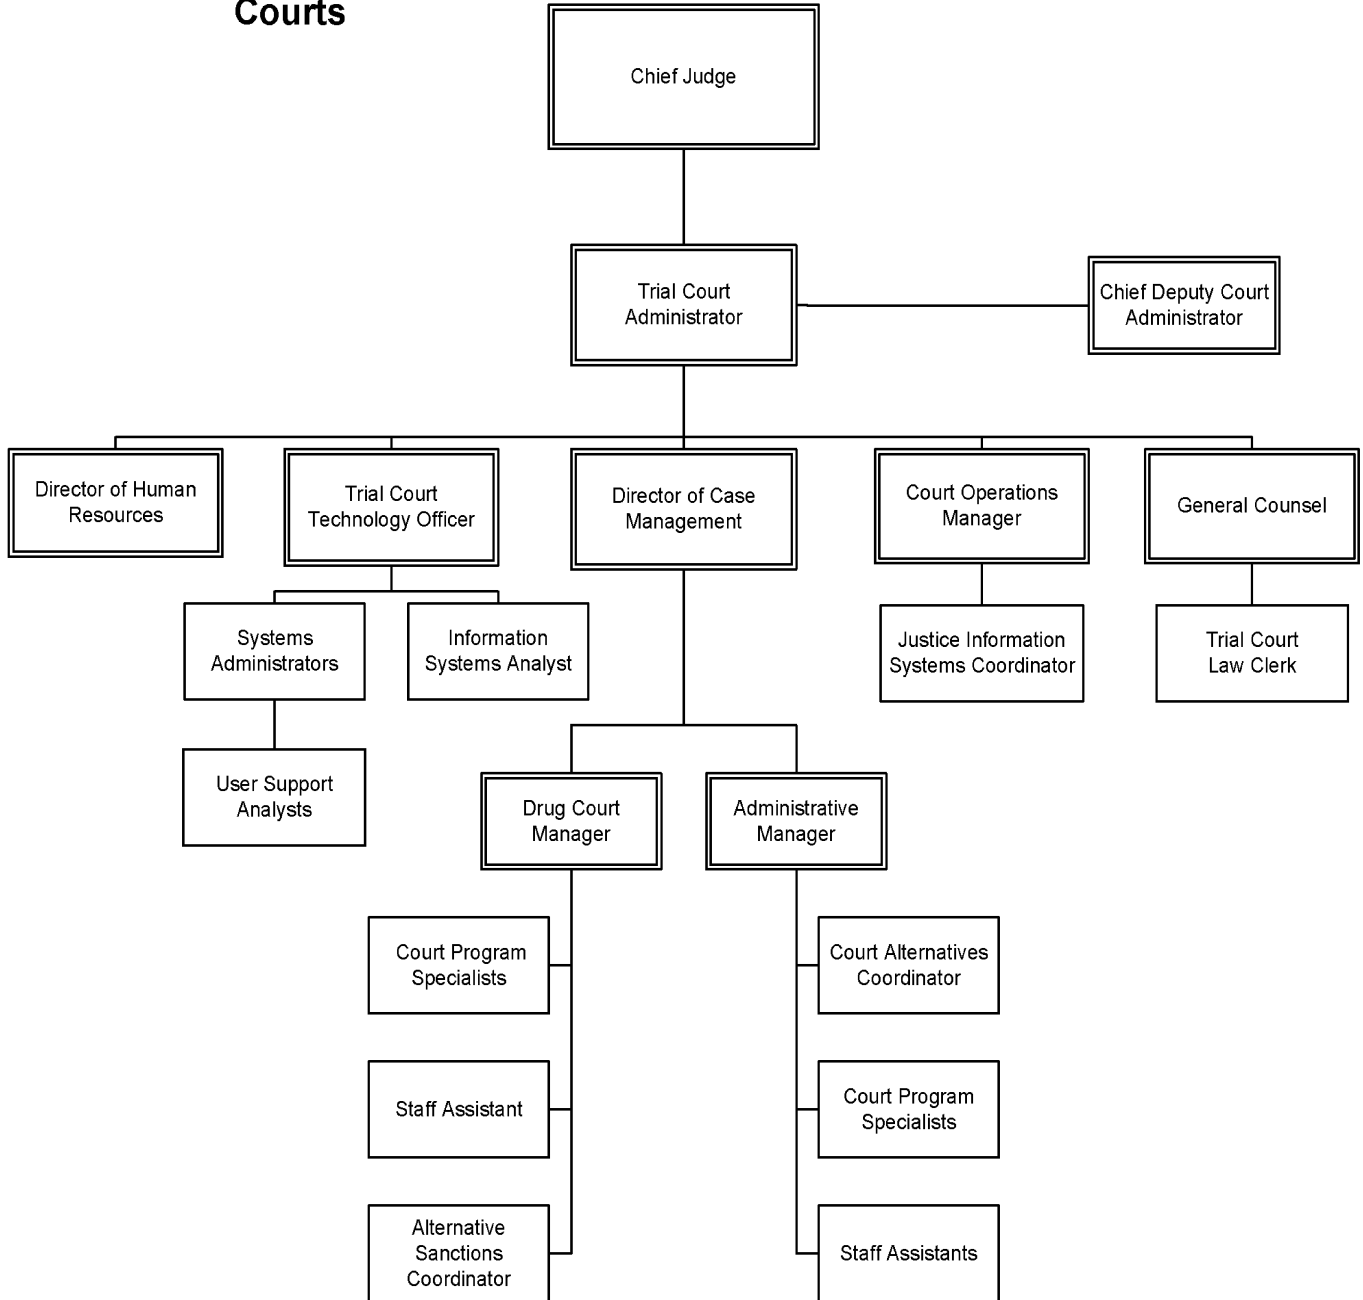 Courts
Chief Judge
Trial Court
Administrator
Chief Deputy Court
Administrator
Director of Human
Resources
Trial Court
Technology Officer
Director of Case
Management
Court Operations
Manager
General Counsel
Systems
Administrators
Information
Systems Analyst
Justice Information
Systems Coordinator
Trial Court
Law Clerk
User Support
Analysts
Drug Court
Manager
Administrative
Manager
Court Program
Specialists
Court Alternatives
Coordinator
Staff Assistant
Court Program
Specialists
Alternative
Sanctions
Coordinator
Staff Assistants